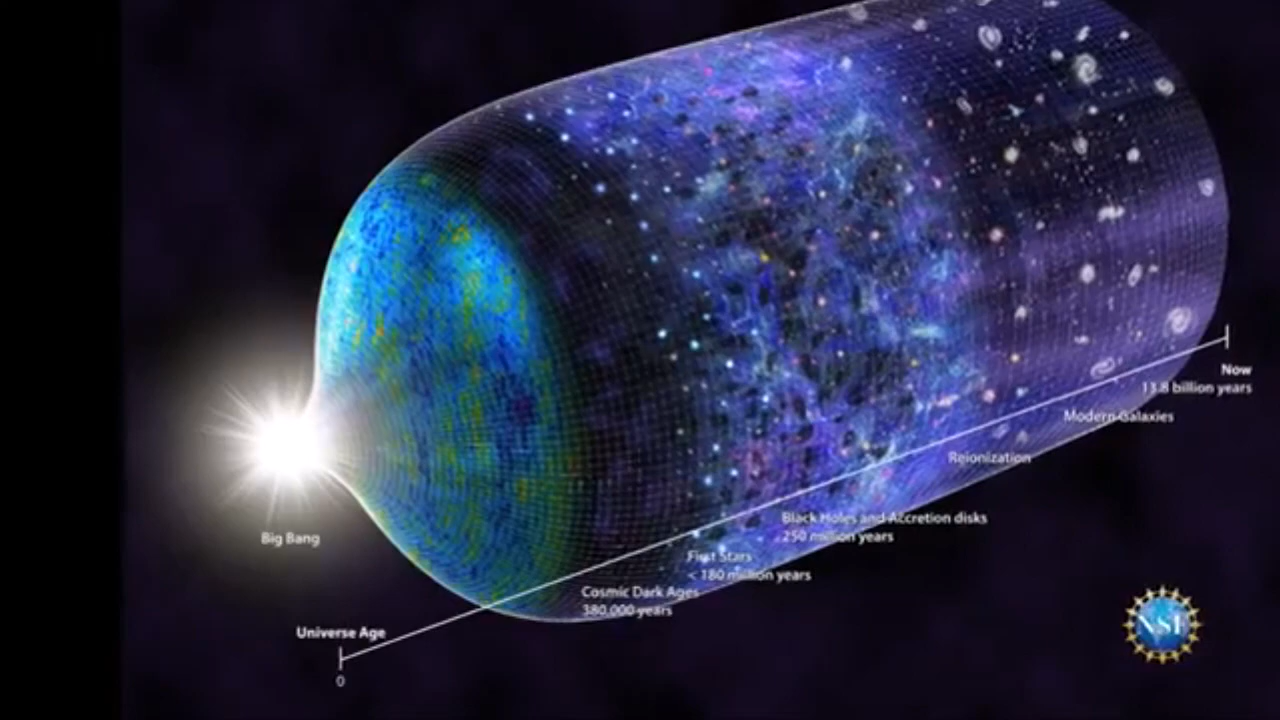 Big Bang
Universe Age
0
Cosmic Dark Ages
380,000 years
First Stars
< 180 million years
Black Holes and Accretion disks
250 million years
Reionization
Modern Galaxies
Now
13.8 billion years
NSF